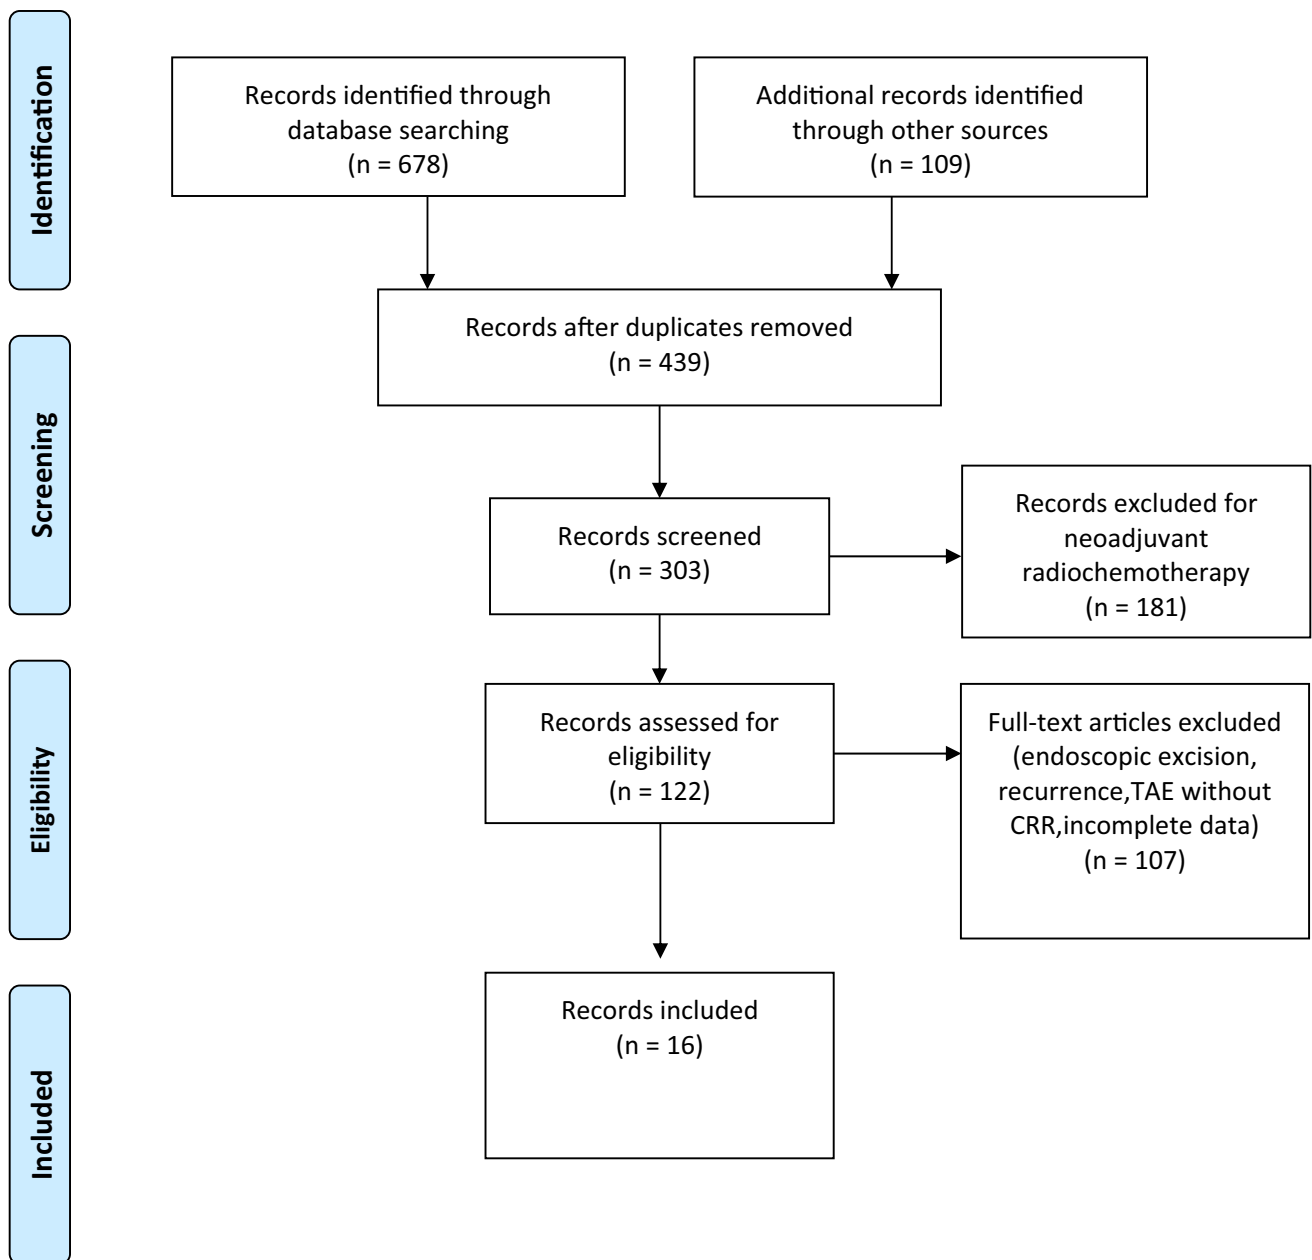 Identification
Records identified through
database searching
(n = 678)
Additional records identified
through other sources
(n = 109)
Records after duplicates removed
(n = 439)
Screening
Records screened
(n = 303)
Records excluded for
neoadjuvant
radiochemotherapy
(n = 181)
Eligibility
Records assessed for
eligibility
(n = 122)
Full-text articles excluded
(endoscopic excision,
recurrence,TAE without
CRR,incomplete data)
(n = 107)
Included
Records included
(n = 16)